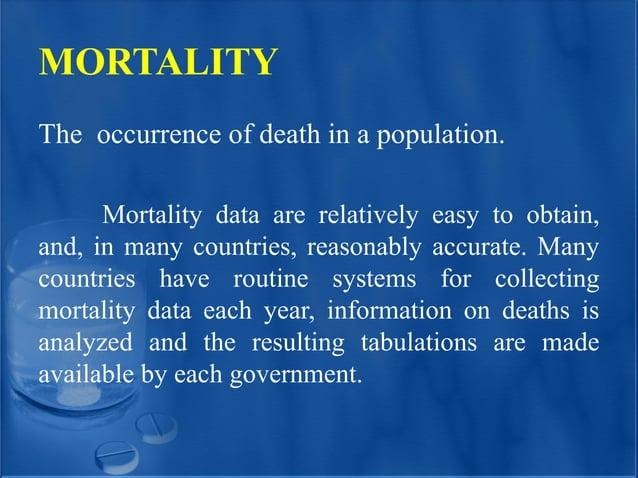 MORTALITY
The occurrence of death in a population.
Mortality data are relatively easy to obtain,
and, in many countries, reasonably accurate. Many
countries have routine systems for collecting
mortality data each year, information on deaths is
analyzed and the resulting tabulations are made
available by each government.